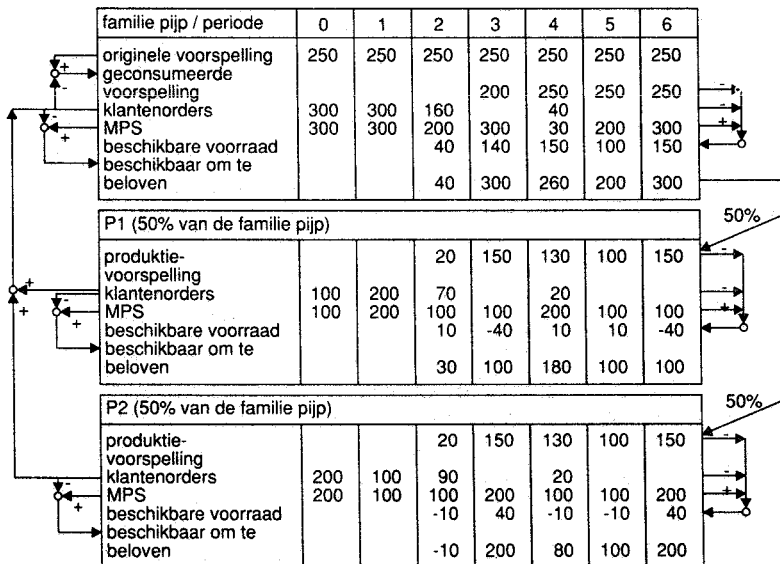 familie pijp / periode 0 1 2 3 4 5 6
originele voorspelling 250 250 250 250 250 250 250
geconsumeerde
voorspelling 200 250 250 250
klantenorders 300 300 160 40
MPS 300 300 200 300 30 200 300
beschikbare voorraad 40 140 150 100 150
beschikbaar om te
beloven 40 300 260 200 300
P1 (50% van de familie pijp)
50%
produktie- 20 150 130 100 150
voorspelling
klantenorders 100 200 70 20
MPS 100 200 100 100 200 100 100
beschikbare voorraad 10 -40 10 10 -40
beschikbaar om te
beloven 30 100 180 100 100
P2 (50% van de familie pijp)
50%
produktie- 20 150 130 100 150
voorspelling
klantenorders 200 100 90 20
MPS 200 100 100 200 100 100 200
beschikbare voorraad -10 40 -10 -10 40
beschikbaar om te
beloven -10 200 80 100 200